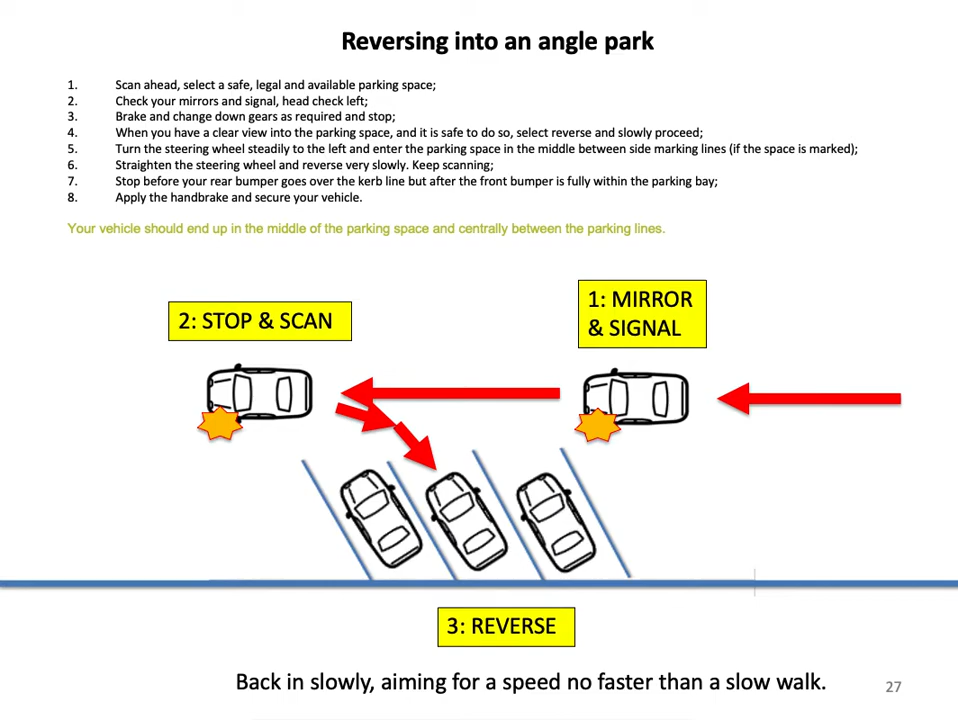 Reversing into an angle park
1. Scan ahead, select a safe, legal and available parking space;
2. Check your mirrors and signal, head check left;
3. Brake and change down gears as required and stop;
4. When you have a clear view into the parking space, and it is safe to do so, select reverse and slowly proceed;
5. Turn the steering wheel steadily to the left and enter the parking space in the middle between side marking lines (if the space is marked);
6. Straighten the steering wheel and reverse very slowly. Keep scanning;
7. Stop before your rear bumper goes over the kerb line but after the front bumper is fully within the parking bay;
8. Apply the handbrake and secure your vehicle.
Your vehicle should end up in the middle of the parking space and centrally between the parking lines.
1: MIRROR
& SIGNAL
2: STOP & SCAN
3: REVERSE
Back in slowly, aiming for a speed no faster than a slow walk.
27